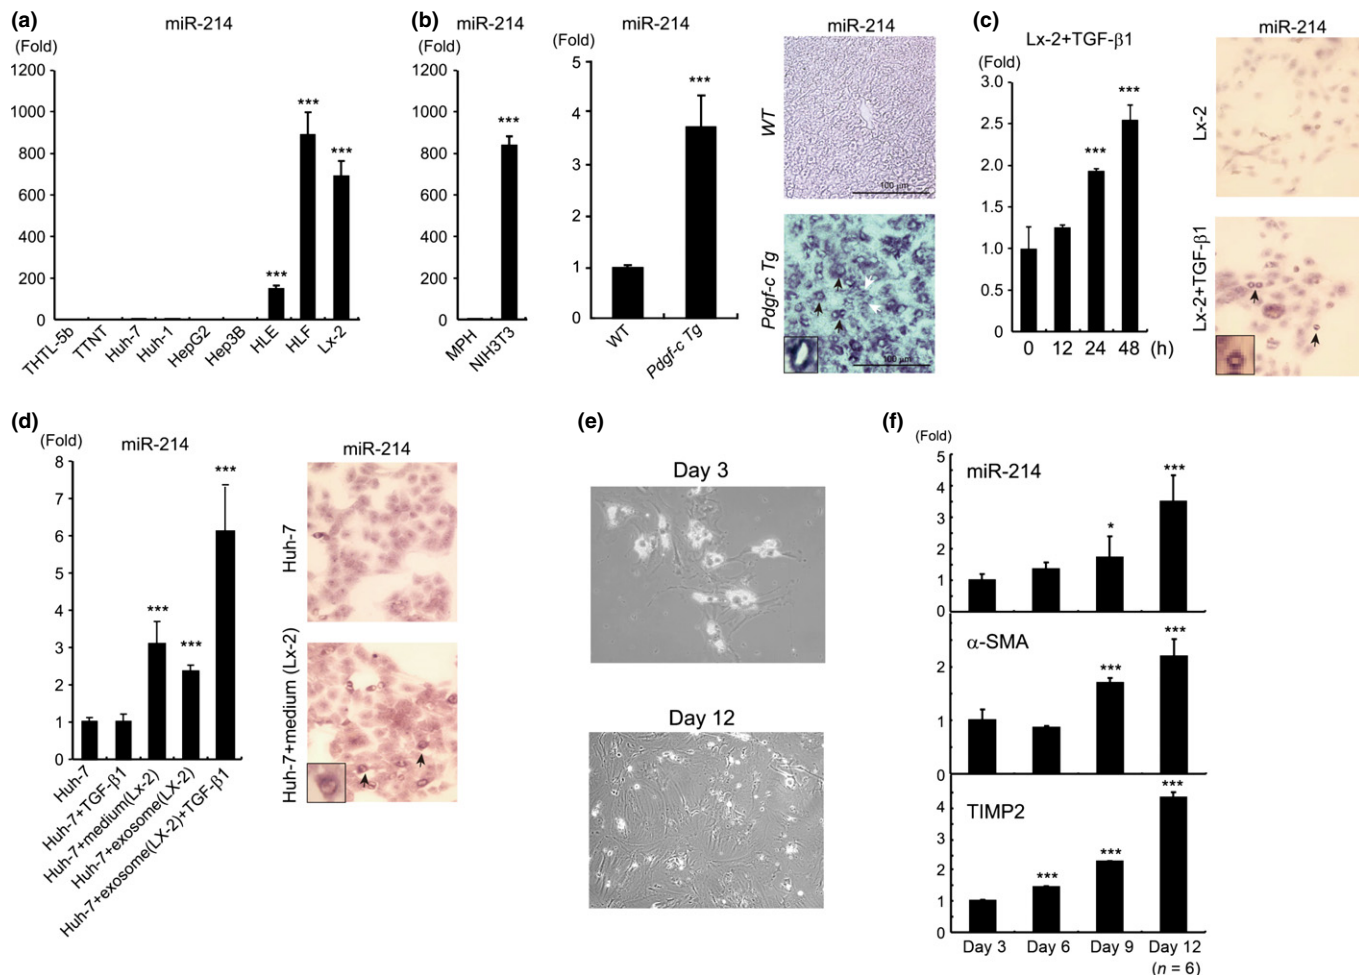 (a)
miR-214
(Fold)
1200
1000
800
600
400
200
0
***
***
***
THTL-5b
TTNT
Huh-7
Huh-1
HepG2
Hep3B
HLE
HLF
Lx-2
(b)
miR-214
(Fold)
1200
1000
800
600
400
200
0
***
MPH
NIH3T3
miR-214
(Fold)
5
4
3
2
1
0
***
WT
Pdgf-c Tg
miR-214
WT
100 μm
Pdgf-c Tg
100 μm
(c)
Lx-2+TGF-β1
(Fold)
3.0
2.5
2.0
1.5
1.0
0.5
0.0
***
***
0 12 24 48 (h)
miR-214
Lx-2
Lx-2+TGF-β1
(d)
miR-214
(Fold)
8
7
6
4
3
2
1
0
***
***
***
Huh-7
Huh-7+TGF-β1
Huh-7+medium(Lx-2)
Huh-7+exosome(LX-2)
Huh-7+exosome(LX-2)+TGF-β1
miR-214
Huh-7
Huh-7+medium (Lx-2)
(e)
Day 3
Day 12
(f)
(Fold)
5
4
3
2
1
0
miR-214
*
***
2
1
0
α-SMA
***
***
4
2
1
0
TIMP2
***
***
***
Day 3 Day 6 Day 9 Day 12
(n = 6)